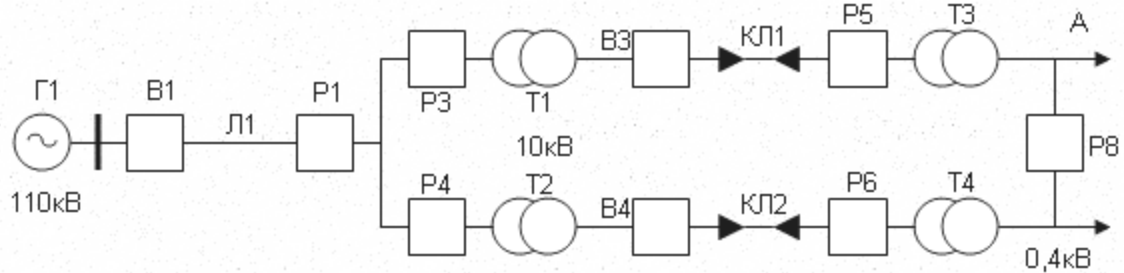 Р5
Т3
А
В3
КЛ1
Г1
В1
Р1
Р3
Т1
Л1
10кВ
Р8
110кВ
Р4
Т2
В4
КЛ2
Р6
Т4
0,4кВ